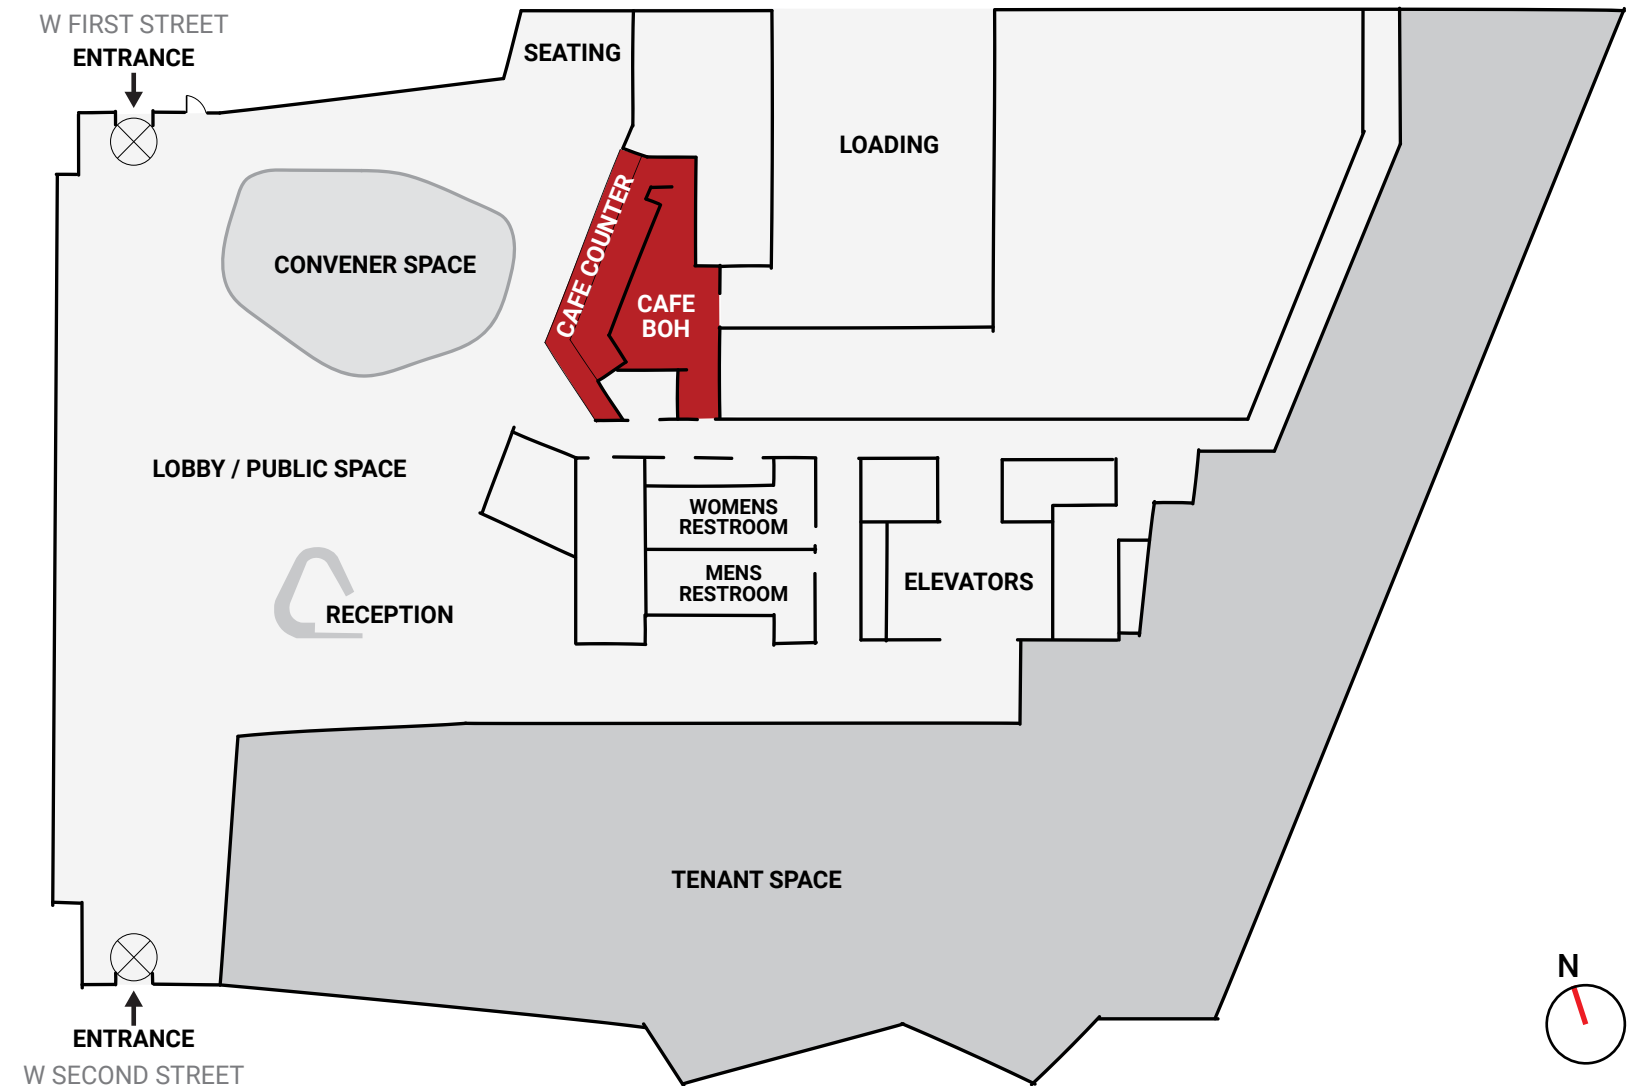 W FIRST STREET
ENTRANCE
SEATING
LOADING
CONVENER SPACE
CAFE COUNTER
CAFE
BOH
LOBBY / PUBLIC SPACE
WOMENS
RESTROOM
MENS
RESTROOM
ELEVATORS
RECEPTION
TENANT SPACE
N
ENTRANCE
W SECOND STREET